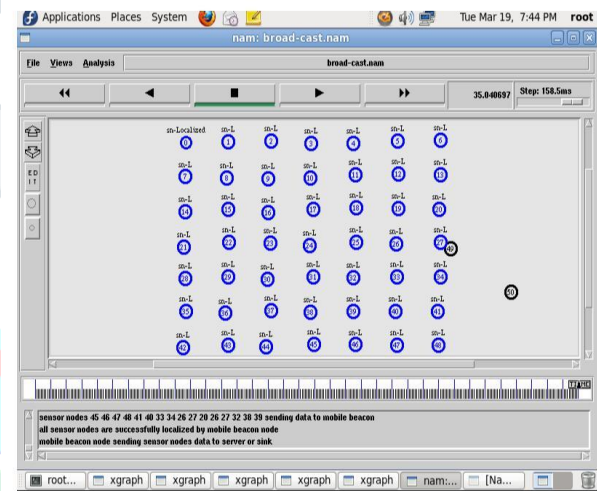 Applications Places System Tue Mar 19, 7:44 PM root
nam: broad-cast.nam
File Views Analysis broad-cast.nam
35.040697 Step: 158.5ms
sn-Localized sn-L sn-L sn-L sn-L sn-L sn-L
0 1 2 3 4 5 6
sn-L sn-L sn-L sn-L sn-L sn-L sn-L
7 8 9 10 11 12 13
sn-L sn-L sn-L sn-L sn-L sn-L sn-L
14 15 16 17 18 19 20
sn-L sn-L sn-L sn-L sn-L sn-L sn-L
21 22 23 24 25 26 27 49
sn-L sn-L sn-L sn-L sn-L sn-L sn-L
28 29 30 31 32 33 34
50
sn-L sn-L sn-L sn-L sn-L sn-L sn-L
35 36 37 38 39 40 41
sn-L sn-L sn-L sn-L sn-L sn-L sn-L
42 43 44 45 46 47 48
ED
IT
sensor nodes 45 46 47 48 41 40 33 34 26 27 20 26 27 32 38 39 sending data to mobile beacon
all sensor nodes are successfully localized by mobile beacon node
mobile beacon node sending sensor nodes data to server or sink
root... xgraph xgraph xgraph xgraph xgraph nam:... [Na...